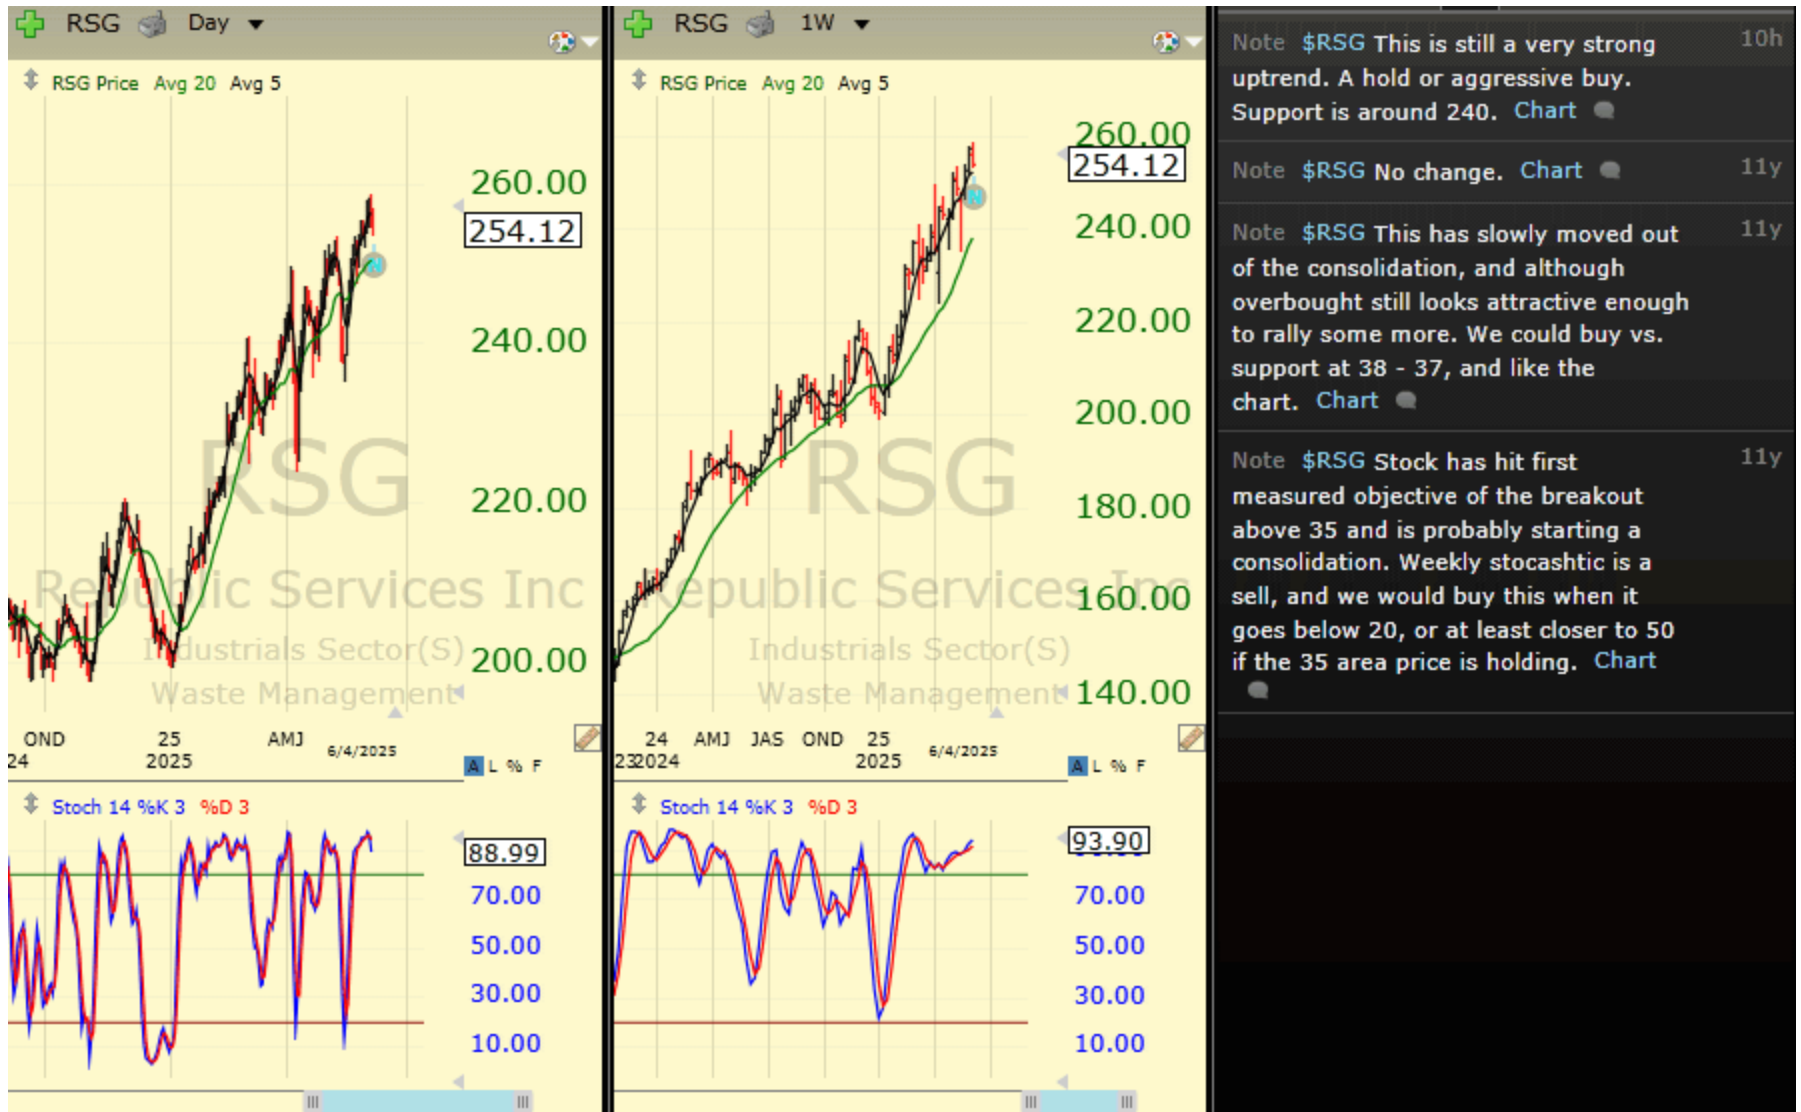 RSG Day
RSG Price Avg 20 Avg 5
260.00
254.12
240.00
220.00
200.00
N
RSG
Republic Services Inc
Industrials Sector(S)
Waste Management
OND 25 AMJ 6/4/2025
24 2025
A L % F
Stoch 14 %K 3 %D 3
88.99
70.00
50.00
30.00
10.00
RSG 1W
RSG Price Avg 20 Avg 5
260.00
254.12
240.00
220.00
200.00
180.00
160.00
140.00
N
RSG
Republic Services Inc
Industrials Sector(S)
Waste Management
24 AMJ JAS OND 25 6/4/2025
23 2024 2025
A L % F
Stoch 14 %K 3 %D 3
93.90
70.00
50.00
30.00
10.00
Note $RSG This is still a very strong 10h
uptrend. A hold or aggressive buy.
Support is around 240. Chart
Note $RSG No change. Chart 11y
Note $RSG This has slowly moved out 11y
of the consolidation, and although
overbought still looks attractive enough
to rally some more. We could buy vs.
support at 38 - 37, and like the
chart. Chart
Note $RSG Stock has hit first 11y
measured objective of the breakout
above 35 and is probably starting a
consolidation. Weekly stocashtic is a
sell, and we would buy this when it
goes below 20, or at least closer to 50
if the 35 area price is holding. Chart